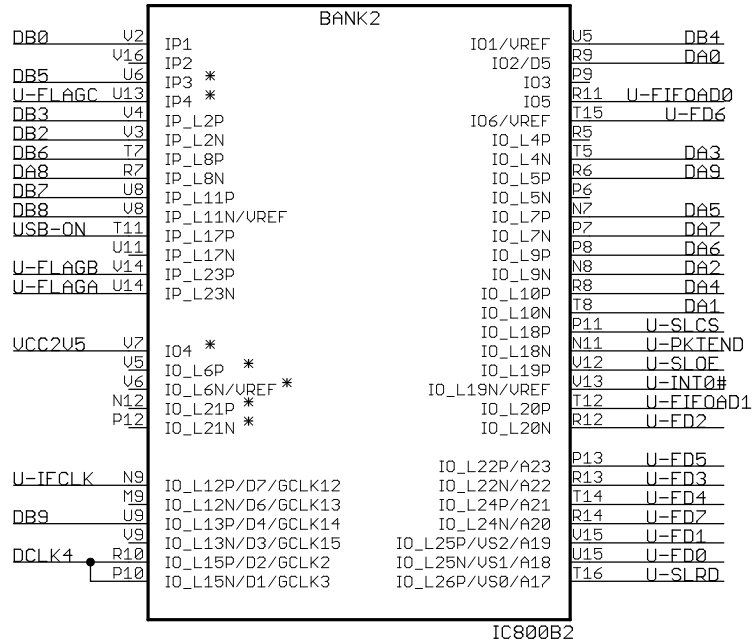 BANK2
DB0 V2 IP1 IO1/VREF U5 DB4
V16 IP2 IO2/D5 R9 DA0
DB5 U6 IP3 * IO3 P9
U-FLAGC U13 IP4 * IO5 R11 U-FIFOAD0
DB3 V4 IP_L2P IO6/VREF T15 U-FD6
DB2 V3 IP_L2N IO_L4P R5
DB6 T7 IP_L8P IO_L4N T5 DA3
DA8 R7 IP_L8N IO_L5P R6 DA9
DB7 U8 IP_L11P IO_L5N P6
DB8 V8 IP_L11N/VREF IO_L7P N7 DA5
USB-ON T11 IP_L17P IO_L7N P7 DA7
U11 IP_L17N IO_L9P P8 DA6
U-FLAGB V14 IP_L23P IO_L9N N8 DA2
U-FLAGA U14 IP_L23N IO_L10P R8 DA4
IO_L10N T8 DA1
IO_L18P P11 U-SLCS
VCC2V5 V7 IO4 * IO_L18N N11 U-PKTEND
V5 IO_L6P * IO_L19P V12 U-SLOE
V6 IO_L6N/VREF * IO_L19N/VREF V13 U-INT0#
N12 IO_L21P * IO_L20P T12 U-FIFOAD1
P12 IO_L21N * IO_L20N R12 U-FD2
IO_L22P/A23 P13 U-FD5
U-IFCLK N9 IO_L12P/D7/GCLK12 IO_L22N/A22 R13 U-FD3
M9 IO_L12N/D6/GCLK13 IO_L24P/A21 T14 U-FD4
DB9 U9 IO_L13P/D4/GCLK14 IO_L24N/A20 R14 U-FD7
V9 IO_L13N/D3/GCLK15 IO_L25P/VS2/A19 V15 U-FD1
DCLK4 R10 IO_L15P/D2/GCLK2 IO_L25N/VS1/A18 U15 U-FD0
P10 IO_L15N/D1/GCLK3 IO_L26P/VS0/A17 T16 U-SLRD
IC800B2